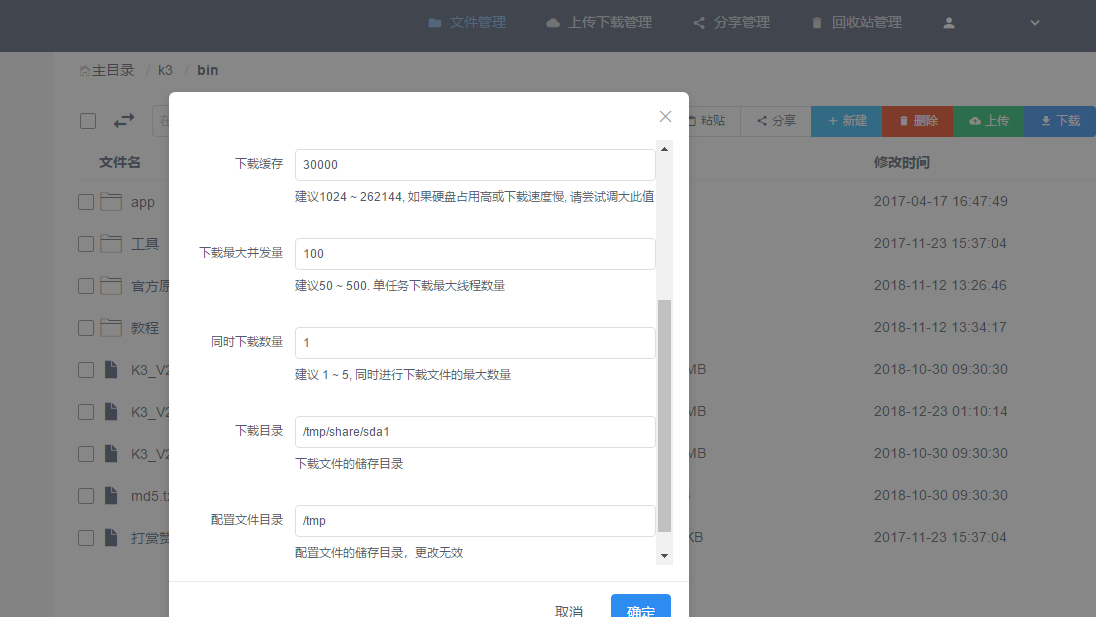 文件管理 上传下载管理 分享管理 回收站管理
主目录 / k3 / bin
粘贴 分享 + 新建 删除 上传 下载
文件名 修改时间
app 2017-04-17 16:47:49
工具 2017-11-23 15:37:04
官方原 2018-11-12 13:26:46
教程 2018-11-12 13:34:17
K3_V2 MB 2018-10-30 09:30:30
K3_V2 MB 2018-12-23 01:10:14
K3_V2 MB 2018-10-30 09:30:30
md5.t 2018-10-30 09:30:30
打赏赞 KB 2017-11-23 15:37:04
下载缓存 30000
建议1024 ~ 262144, 如果硬盘占用高或下载速度慢, 请尝试调大此值
下载最大并发量 100
建议50 ~ 500. 单任务下载最大线程数量
同时下载数量 1
建议 1 ~ 5, 同时进行下载文件的最大数量
下载目录 /tmp/share/sda1
下载文件的储存目录
配置文件目录 /tmp
配置文件的储存目录，更改无效
取消 确定